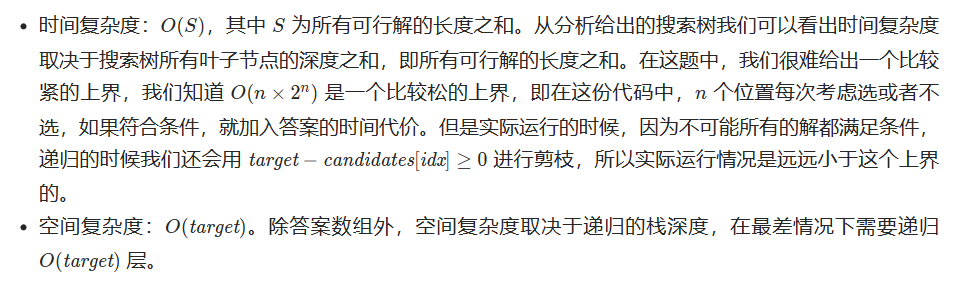 • 时间复杂度：O(S)，其中 S 为所有可行解的长度之和。从分析给出的搜索树我们可以看出时间复杂度
取决于搜索树所有叶子节点的深度之和，即所有可行解的长度之和。在这题中，我们很难给出一个比较
紧的上界，我们知道 O(n × 2ⁿ) 是一个比较松的上界，即在这份代码中，n 个位置每次考虑选或者不
选，如果符合条件，就加入答案的时间代价。但是实际运行的时候，因为不可能所有的解都满足条件，
递归的时候我们还会用 target − candidates[idx] ≥ 0 进行剪枝，所以实际运行情况是远远小于这个上界
的。
• 空间复杂度：O(target)。除答案数组外，空间复杂度取决于递归的栈深度，在最差情况下需要递归
O(target) 层。